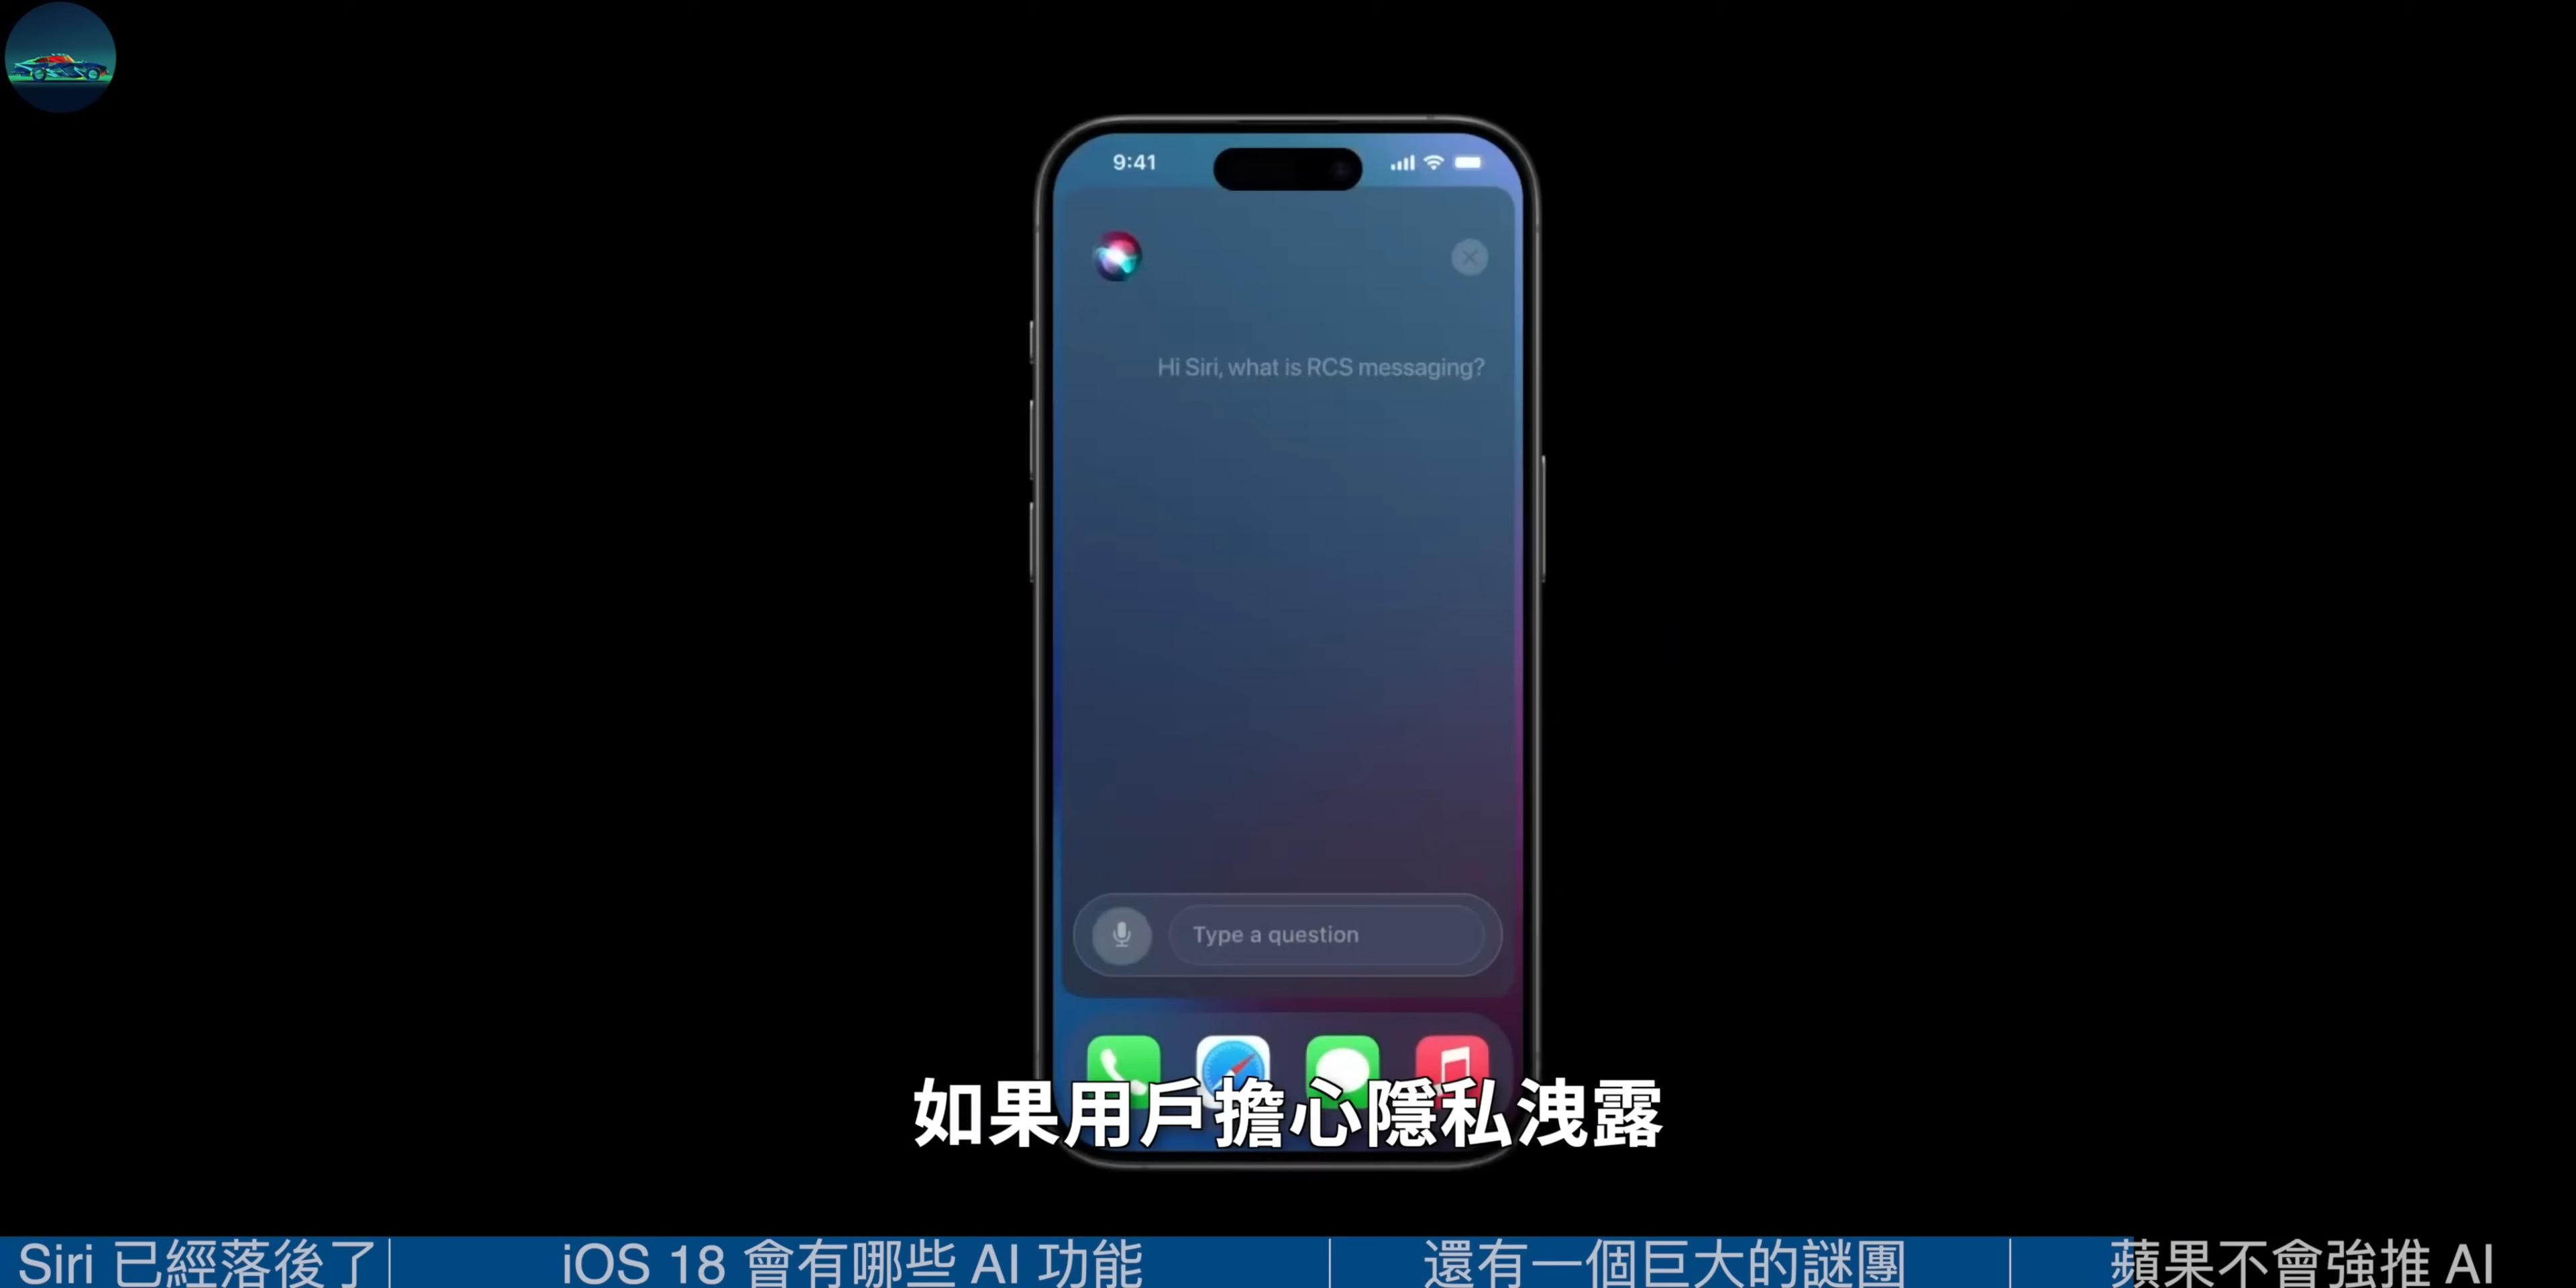 9:41
Hi Siri, what is RCS messaging?
Type a question
如果用戶擔心隱私洩露
Siri 已經落後了
iOS 18 會有哪些 AI 功能
還有一個巨大的謎團
蘋果不會強推 AI